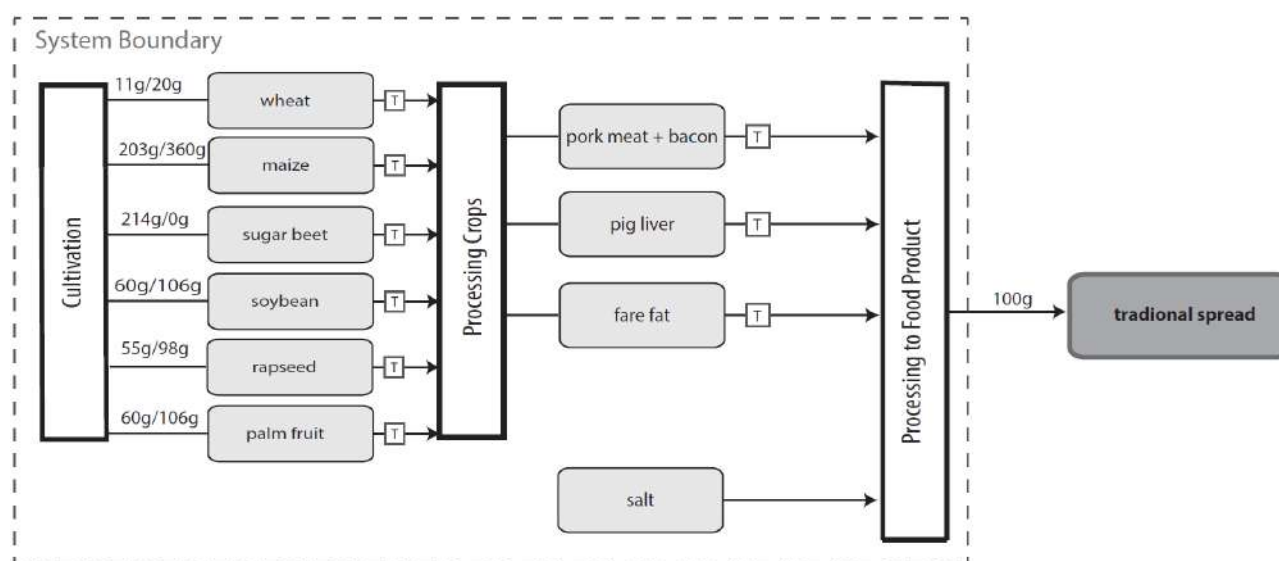 System Boundary
Cultivation
11g/20g
wheat
T
203g/360g
maize
T
214g/0g
sugar beet
T
60g/106g
soybean
T
55g/98g
rapseed
T
60g/106g
palm fruit
T
Processing Crops
pork meat + bacon
T
pig liver
T
fare fat
T
salt
Processing to Food Product
100g
tradional spread